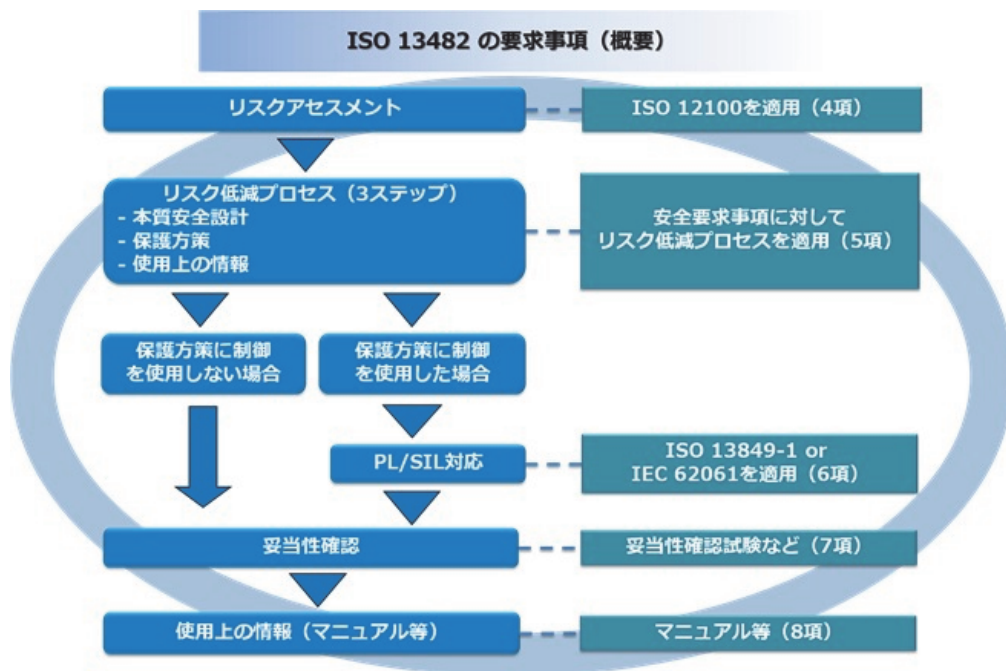 ISO 13482 の要求事項（概要）
リスクアセスメント
ISO 12100を適用（4項）
リスク低減プロセス（3ステップ）
- 本質安全設計
- 保護方策
- 使用上の情報
安全要求事項に対して
リスク低減プロセスを適用（5項）
保護方策に制御
を使用しない場合
保護方策に制御
を使用した場合
PL/SIL対応
ISO 13849-1 or
IEC 62061を適用（6項）
妥当性確認
妥当性確認試験など（7項）
使用上の情報（マニュアル等）
マニュアル等（8項）